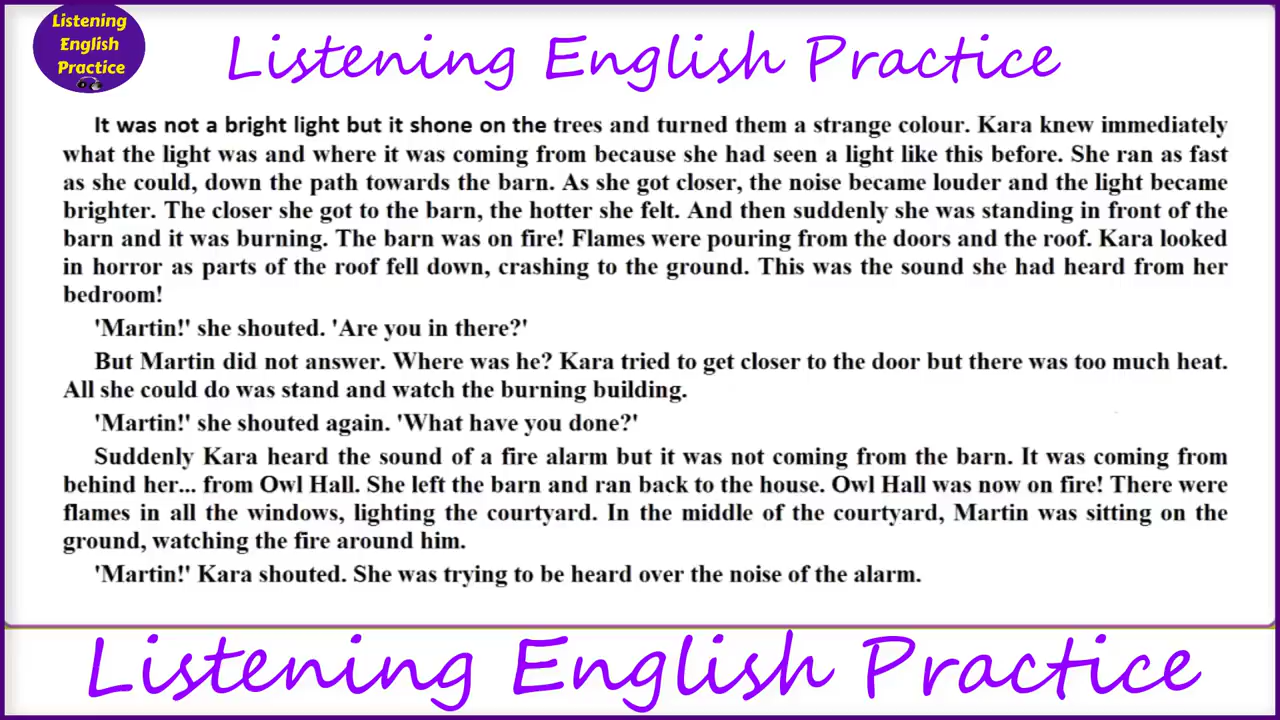 Listening
English
Practice
Listening English Practice
It was not a bright light but it shone on the trees and turned them a strange colour. Kara knew immediately
what the light was and where it was coming from because she had seen a light like this before. She ran as fast
as she could, down the path towards the barn. As she got closer, the noise became louder and the light became
brighter. The closer she got to the barn, the hotter she felt. And then suddenly she was standing in front of the
barn and it was burning. The barn was on fire! Flames were pouring from the doors and the roof. Kara looked
in horror as parts of the roof fell down, crashing to the ground. This was the sound she had heard from her
bedroom!
'Martin!' she shouted. 'Are you in there?'
But Martin did not answer. Where was he? Kara tried to get closer to the door but there was too much heat.
All she could do was stand and watch the burning building.
'Martin!' she shouted again. 'What have you done?'
Suddenly Kara heard the sound of a fire alarm but it was not coming from the barn. It was coming from
behind her... from Owl Hall. She left the barn and ran back to the house. Owl Hall was now on fire! There were
flames in all the windows, lighting the courtyard. In the middle of the courtyard, Martin was sitting on the
ground, watching the fire around him.
'Martin!' Kara shouted. She was trying to be heard over the noise of the alarm.
Listening English Practice